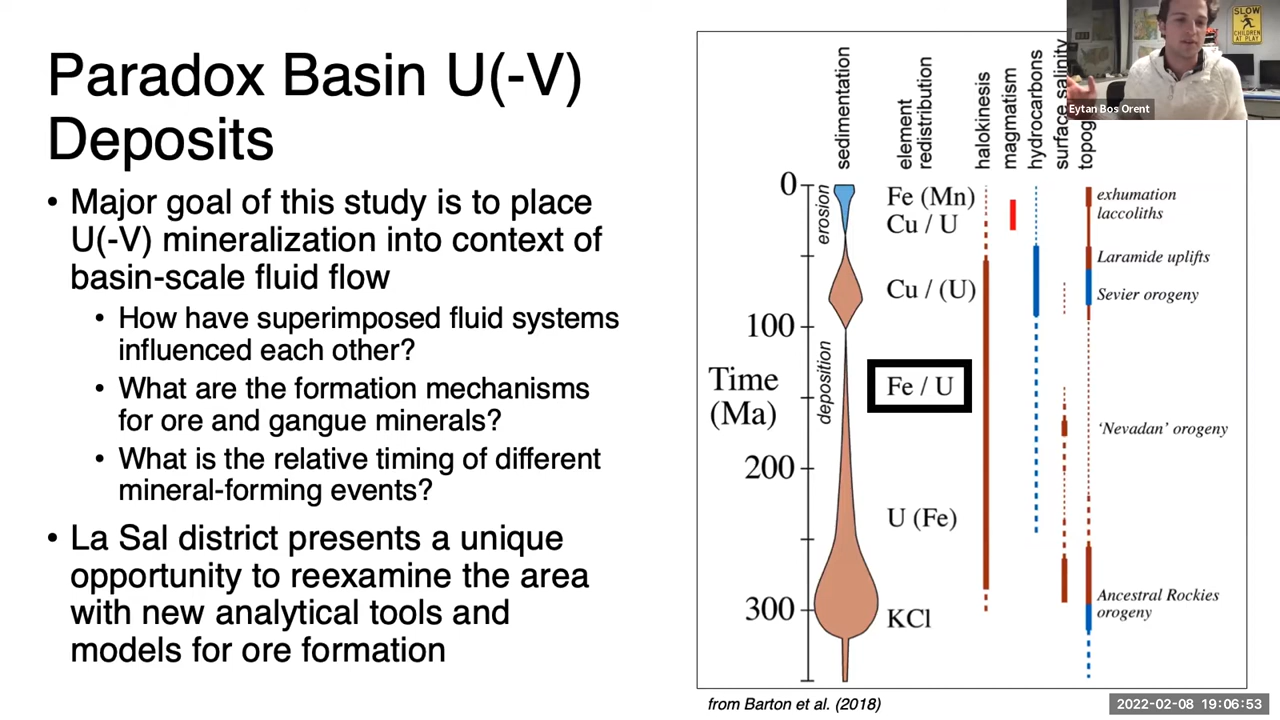 Paradox Basin U(-V)
Deposits
• Major goal of this study is to place
U(-V) mineralization into context of
basin-scale fluid flow
• How have superimposed fluid systems
influenced each other?
• What are the formation mechanisms
for ore and gangue minerals?
• What is the relative timing of different
mineral-forming events?
• La Sal district presents a unique
opportunity to reexamine the area
with new analytical tools and
models for ore formation
sedimentation
element
redistribution
halokinesis
magmatism
hydrocarbons
surface salinity
topog
SLOW
CHILDREN
AT PLAY
Eytan Bos Orent
Time
(Ma)
0
100
200
300
erosion
deposition
Fe (Mn)
Cu / U
Cu / (U)
Fe / U
U (Fe)
KCl
exhumation
laccoliths
Laramide uplifts
Sevier orogeny
‘Nevadan’ orogeny
Ancestral Rockies
orogeny
from Barton et al. (2018)
2022-02-08 19:06:53